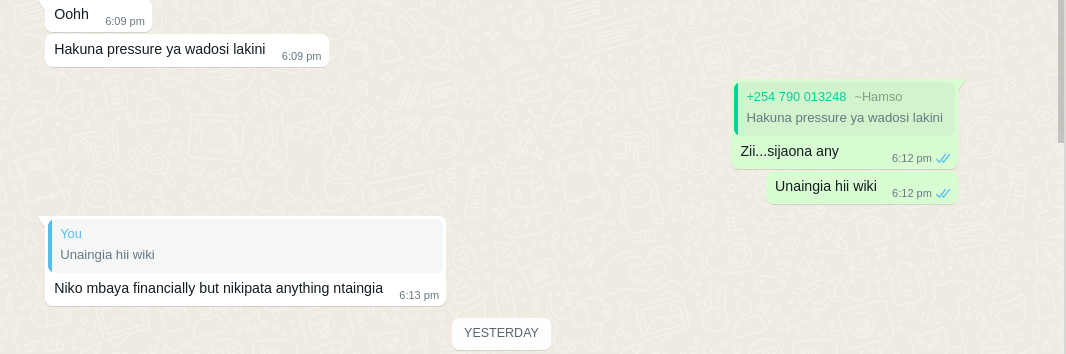 Oohh 6:09 pm
Hakuna pressure ya wadosi lakini 6:09 pm
+254 790 013248 ~Hamso
Hakuna pressure ya wadosi lakini
Zii...sijaona any 6:12 pm
Unaingia hii wiki 6:12 pm
You
Unaingia hii wiki
Niko mbaya financially but nikipata anything ntaingia 6:13 pm
YESTERDAY